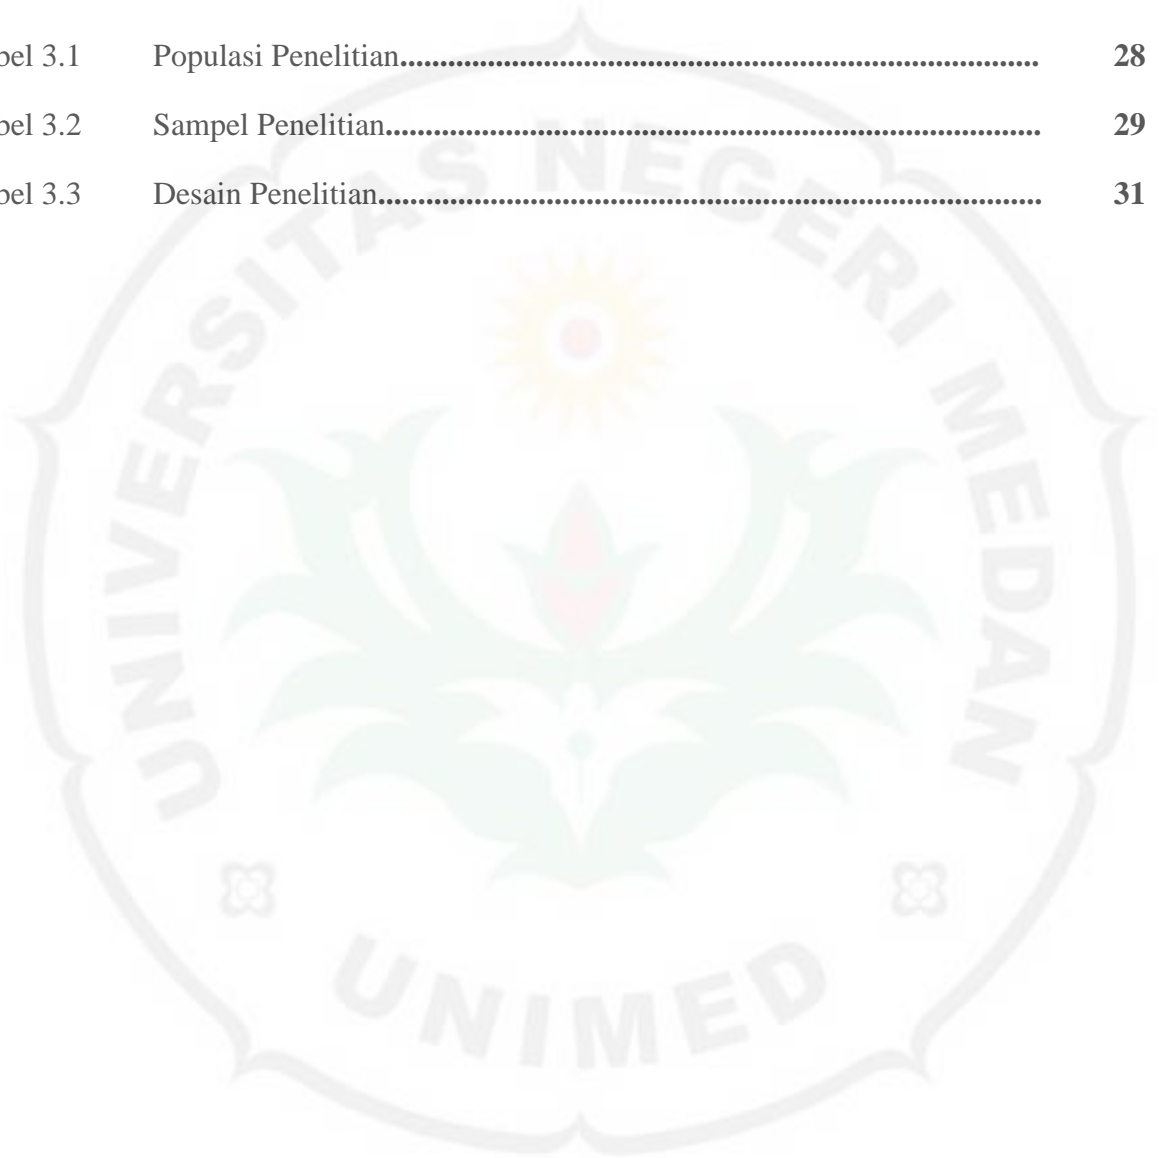 bel 3.1 Populasi Penelitian................................................................................ 28
bel 3.2 Sampel Penelitian.................................................................................. 29
bel 3.3 Desain Penelitian................................................................................... 31
UNIVERSITAS NEGERI MEDAN
UNIMED